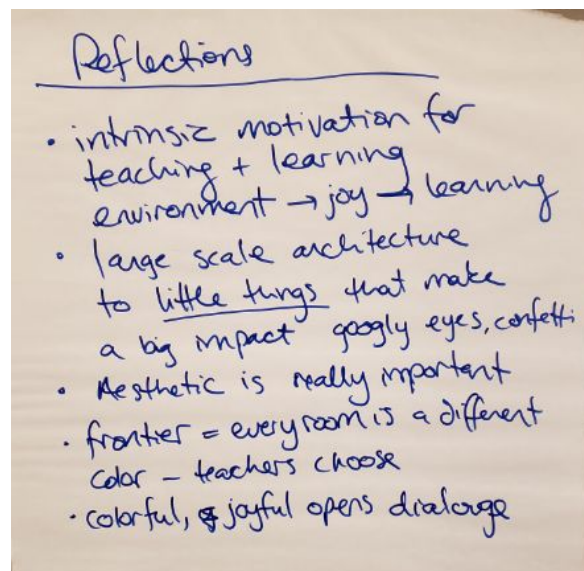 Reflections
• intrinsic motivation for
teaching + learning
environment → joy → learning
• large scale architecture
to little things that make
a big impact googly eyes, confetti
• Aesthetic is really important
• frontier = every room is a different
color – teachers choose
• colorful, joyful opens dialouge